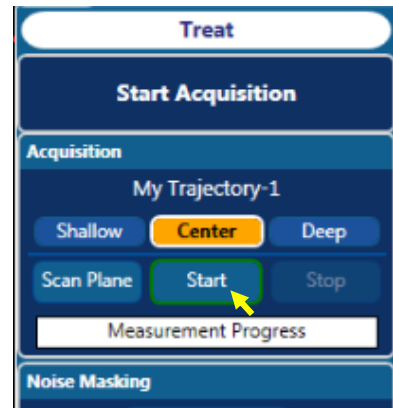 Treat
Start Acquisition
Acquisition
My Trajectory-1
Shallow Center Deep
Scan Plane Start Stop
Measurement Progress
Noise Masking